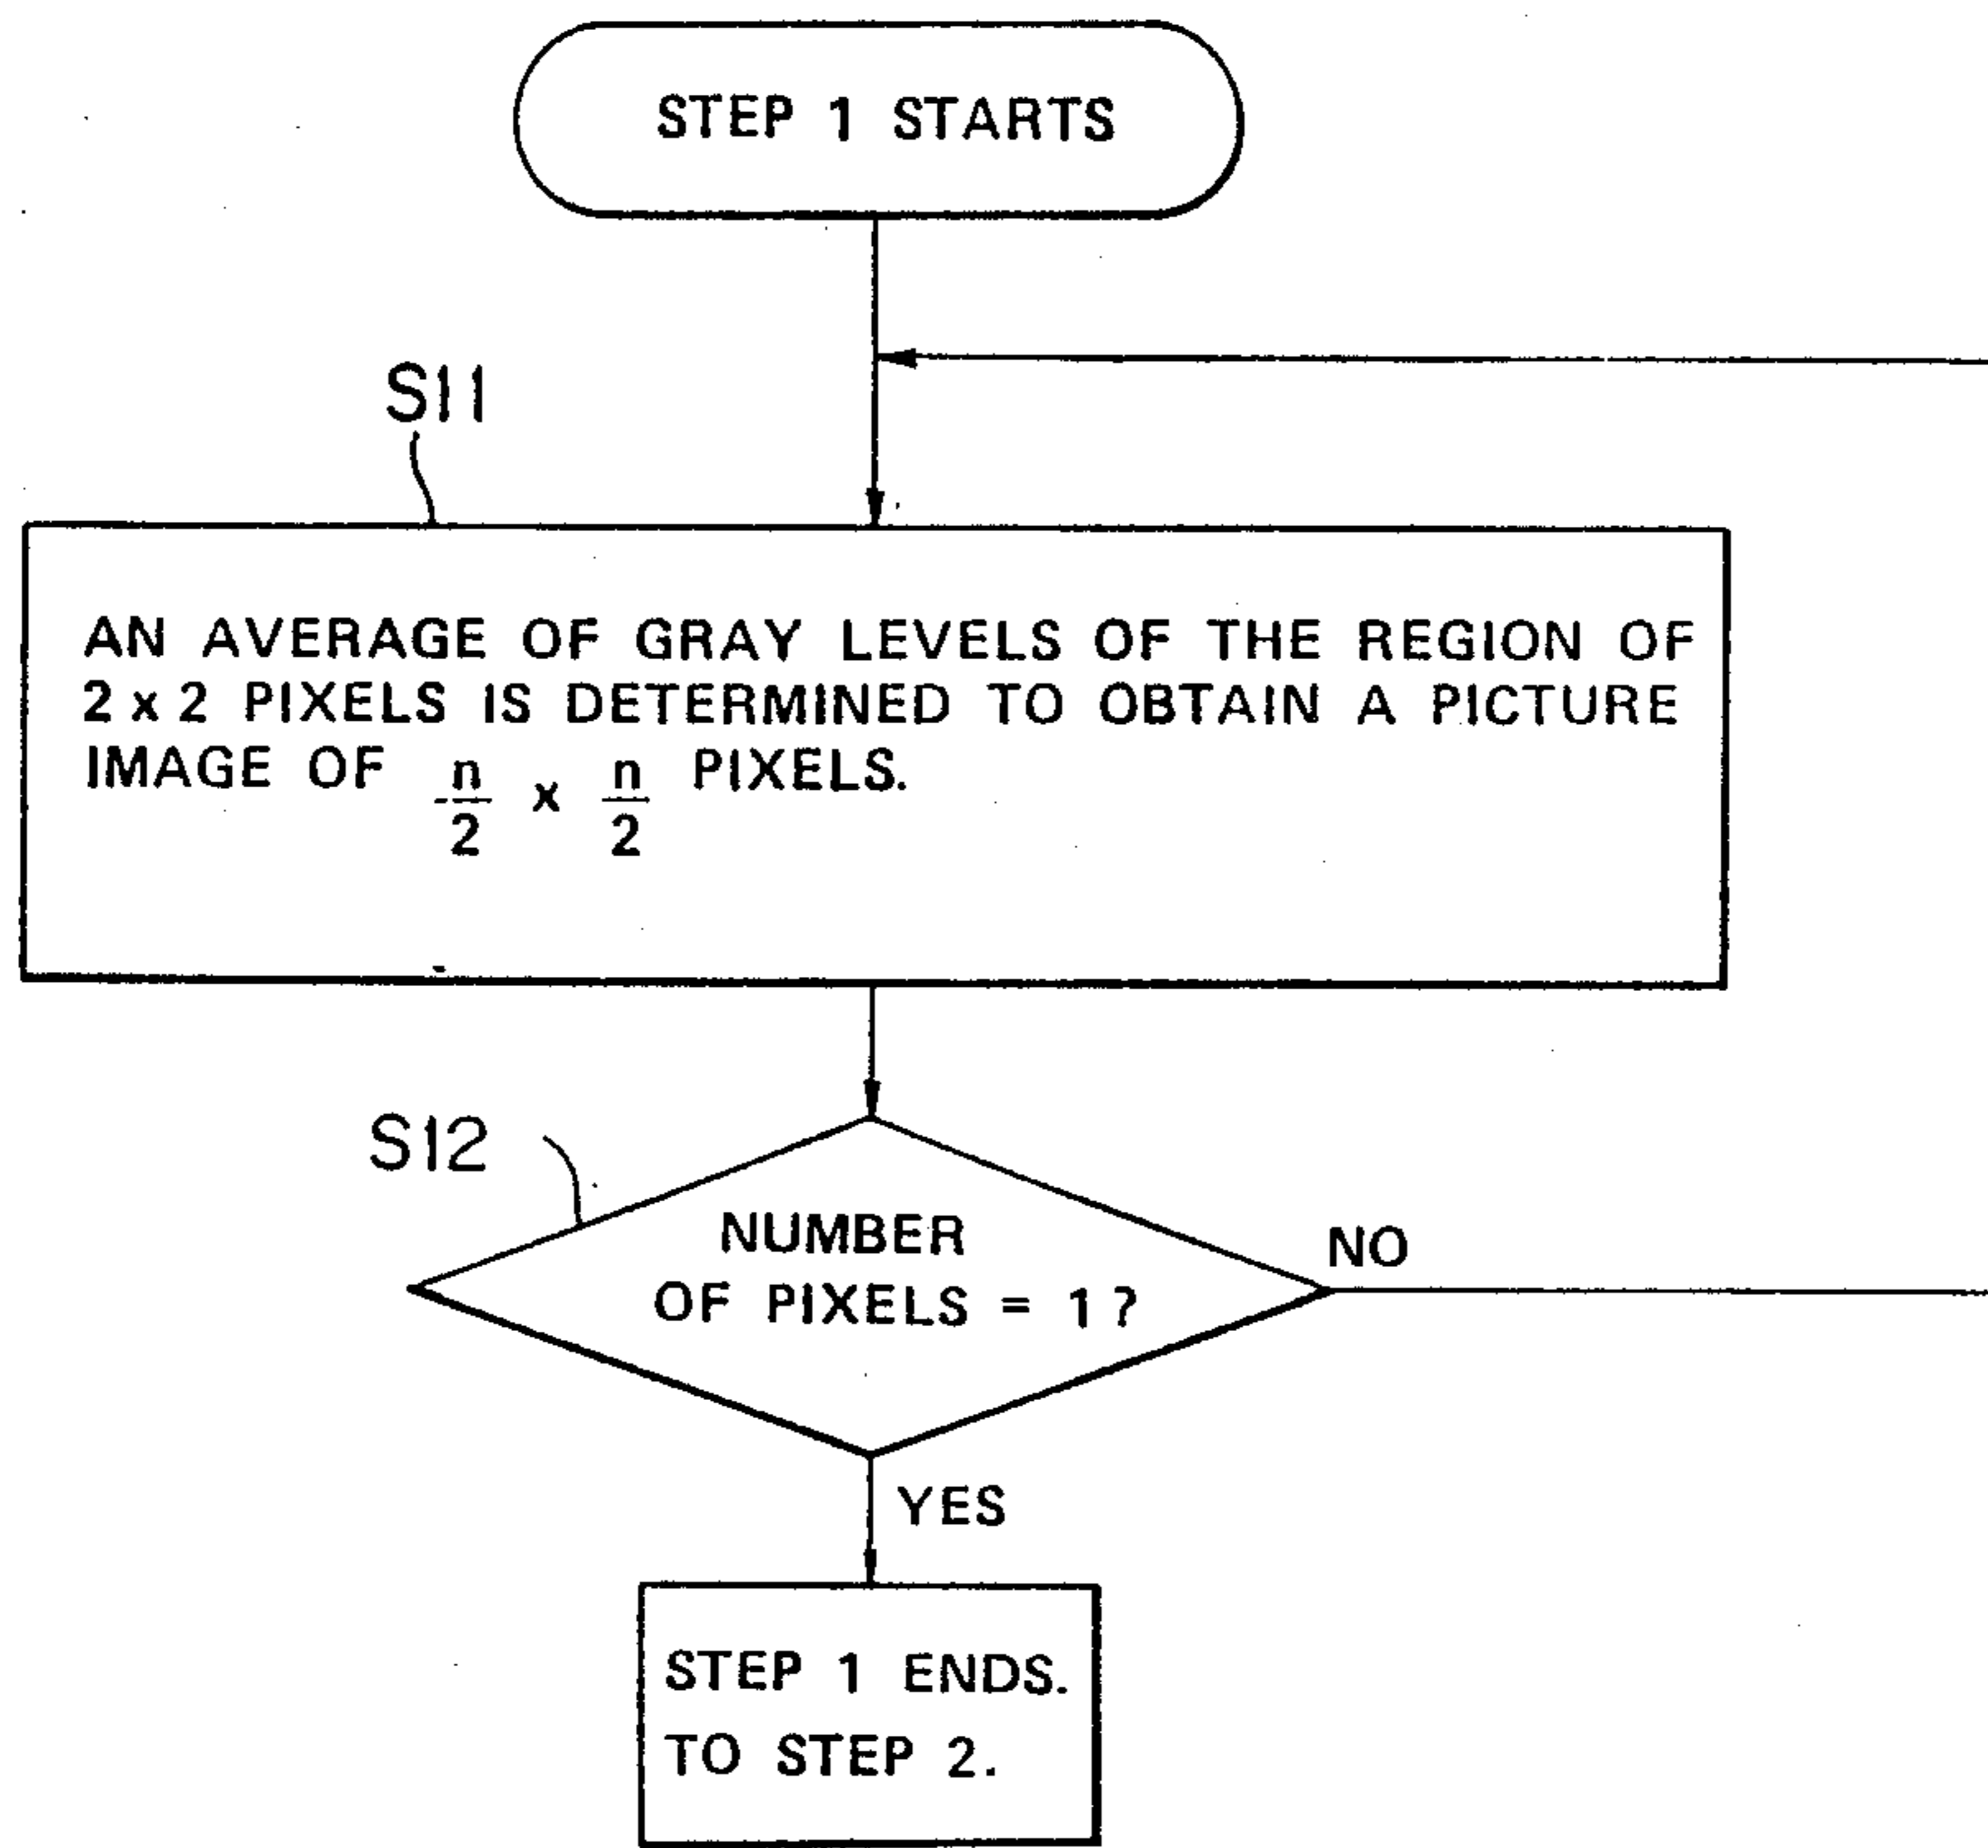 STEP 1 STARTS
S11
AN AVERAGE OF GRAY LEVELS OF THE REGION OF
2 x 2 PIXELS IS DETERMINED TO OBTAIN A PICTURE
IMAGE OF n/2 x n/2 PIXELS.
S12
NUMBER
OF PIXELS = 1?
NO
YES
STEP 1 ENDS.
TO STEP 2.